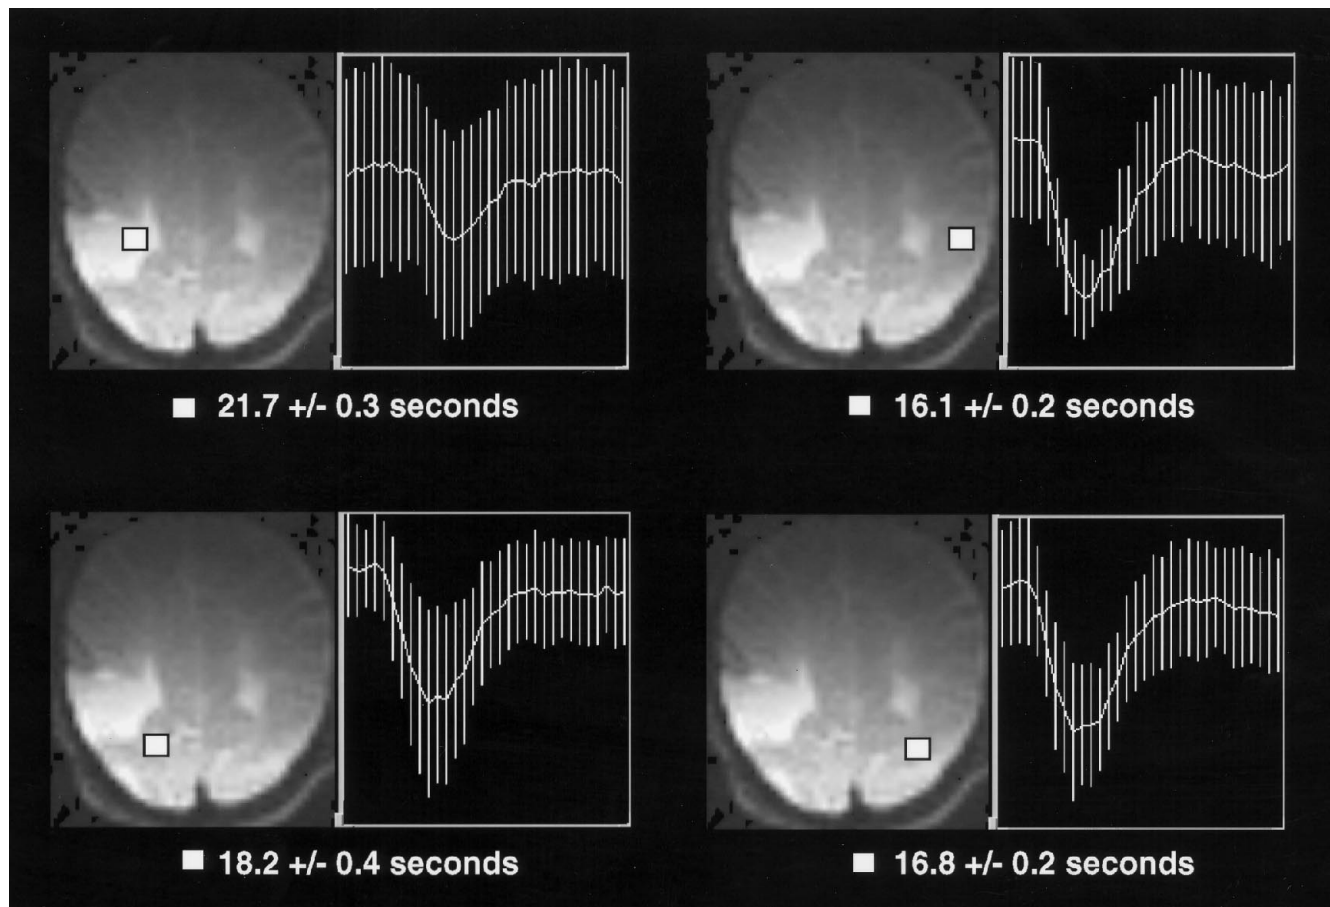 21.7 +/- 0.3 seconds
16.1 +/- 0.2 seconds
18.2 +/- 0.4 seconds
16.8 +/- 0.2 seconds